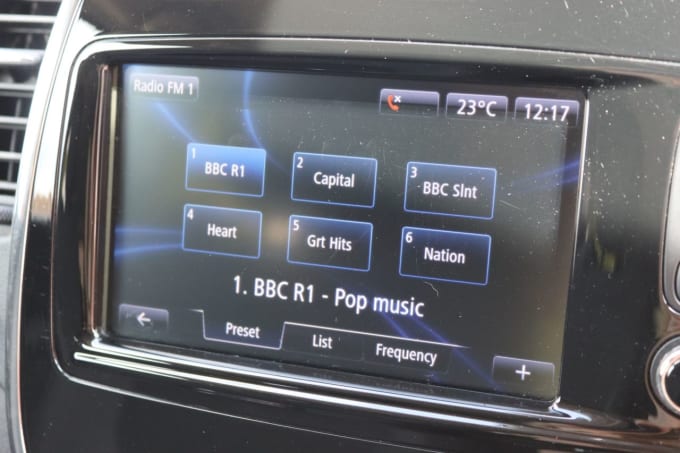 Radio FM 1
23°C
12:17
1 BBC R1
2 Capital
3 BBC Slnt
4 Heart
5 Grt Hits
6 Nation
1. BBC R1 - Pop music
Preset
List
Frequency
+